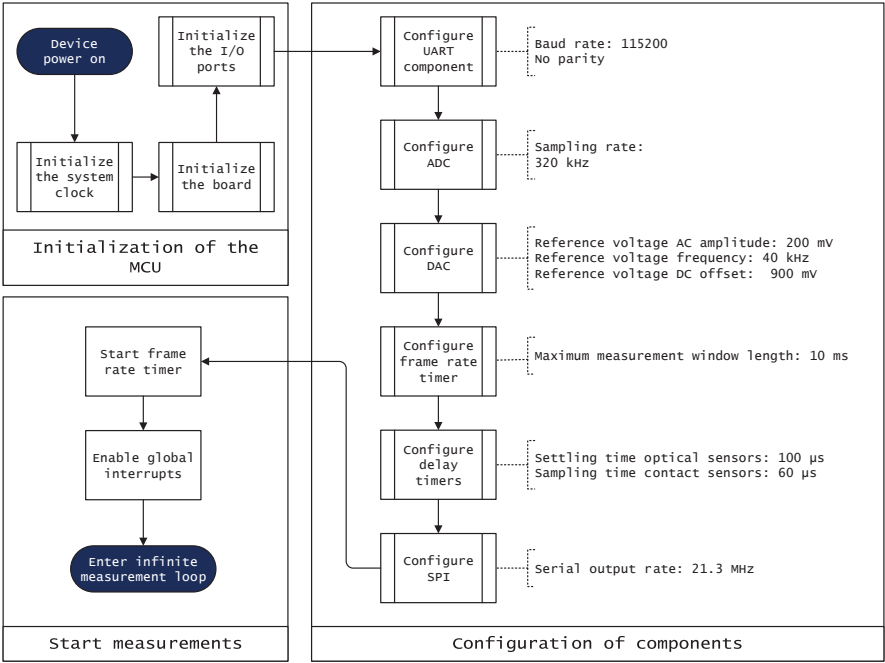 Device
power on
Initialize
the system
clock
Initialize
the board
Initialize
the I/O
ports
Initialization of the
MCU
Configure
UART
component
Baud rate: 115200
No parity
Configure
ADC
Sampling rate:
320 kHz
Configure
DAC
Reference voltage AC amplitude: 200 mV
Reference voltage frequency: 40 kHz
Reference voltage DC offset:  900 mV
Configure
frame rate
timer
Maximum measurement window length: 10 ms
Configure
delay
timers
Settling time optical sensors: 100 µs
Sampling time contact sensors: 60 µs
Configure
SPI
Serial output rate: 21.3 MHz
Configuration of components
Start frame
rate timer
Enable global
interrupts
Enter infinite
measurement loop
Start measurements